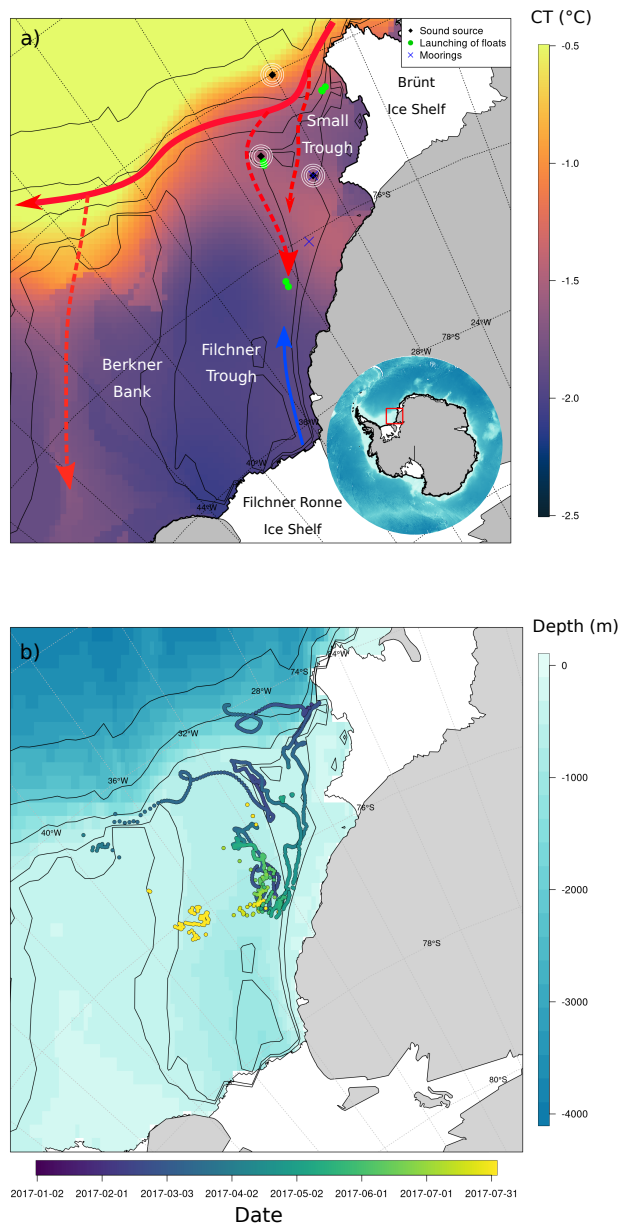 CT (°C)
a)
Sound source
Launching of floats
Moorings
Brünt
Ice Shelf
Small
Trough
76°S
-0.5
-1.0
-1.5
-2.0
-2.5
24°W
78°S
28°W
Berkner
Bank
Filchner
Trough
36°W
40°W
44°W
Filchner Ronne
Ice Shelf
Depth (m)
b)
24°W
74°S
28°W
32°W
36°W
40°W
76°S
78°S
80°S
0
-1000
-2000
-3000
-4000
2017-01-02
2017-02-01
2017-03-03
2017-04-02
2017-05-02
2017-06-01
2017-07-01
2017-07-31
Date